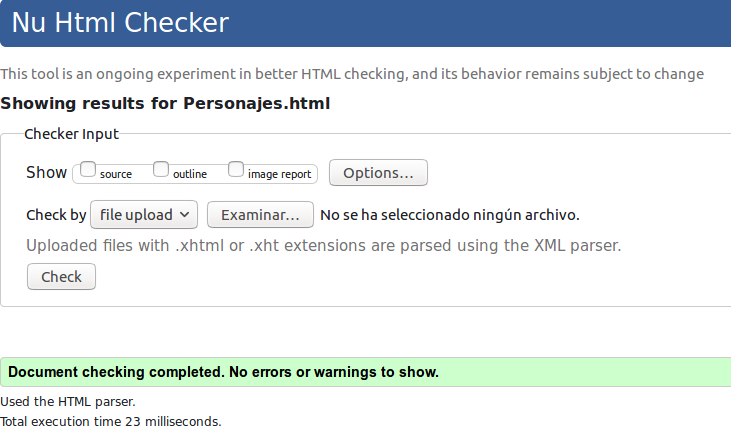 Nu Html Checker
This tool is an ongoing experiment in better HTML checking, and its behavior remains subject to change
Showing results for Personajes.html
Checker Input
Show source outline image report Options...
Check by file upload Examinar... No se ha seleccionado ningún archivo.
Uploaded files with .xhtml or .xht extensions are parsed using the XML parser.
Check
Document checking completed. No errors or warnings to show.
Used the HTML parser.
Total execution time 23 milliseconds.